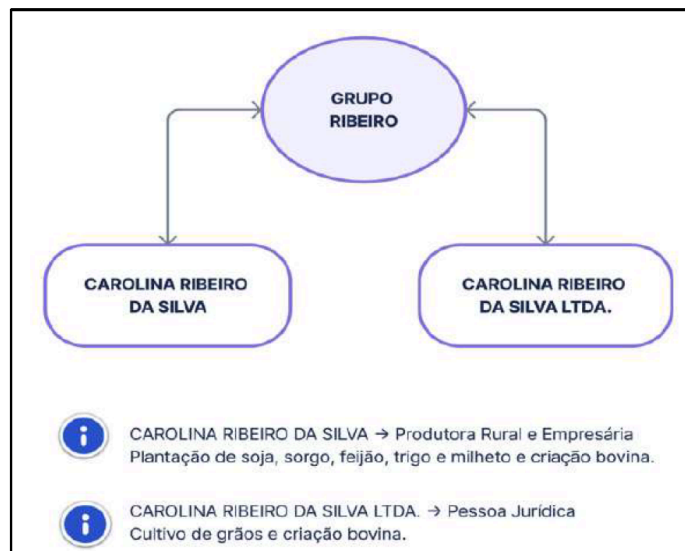 GRUPO
RIBEIRO
CAROLINA RIBEIRO
DA SILVA
CAROLINA RIBEIRO
DA SILVA LTDA.
CAROLINA RIBEIRO DA SILVA → Produtora Rural e Empresária
Plantação de soja, sorgo, feijão, trigo e milheto e criação bovina.
CAROLINA RIBEIRO DA SILVA LTDA. → Pessoa Jurídica
Cultivo de grãos e criação bovina.